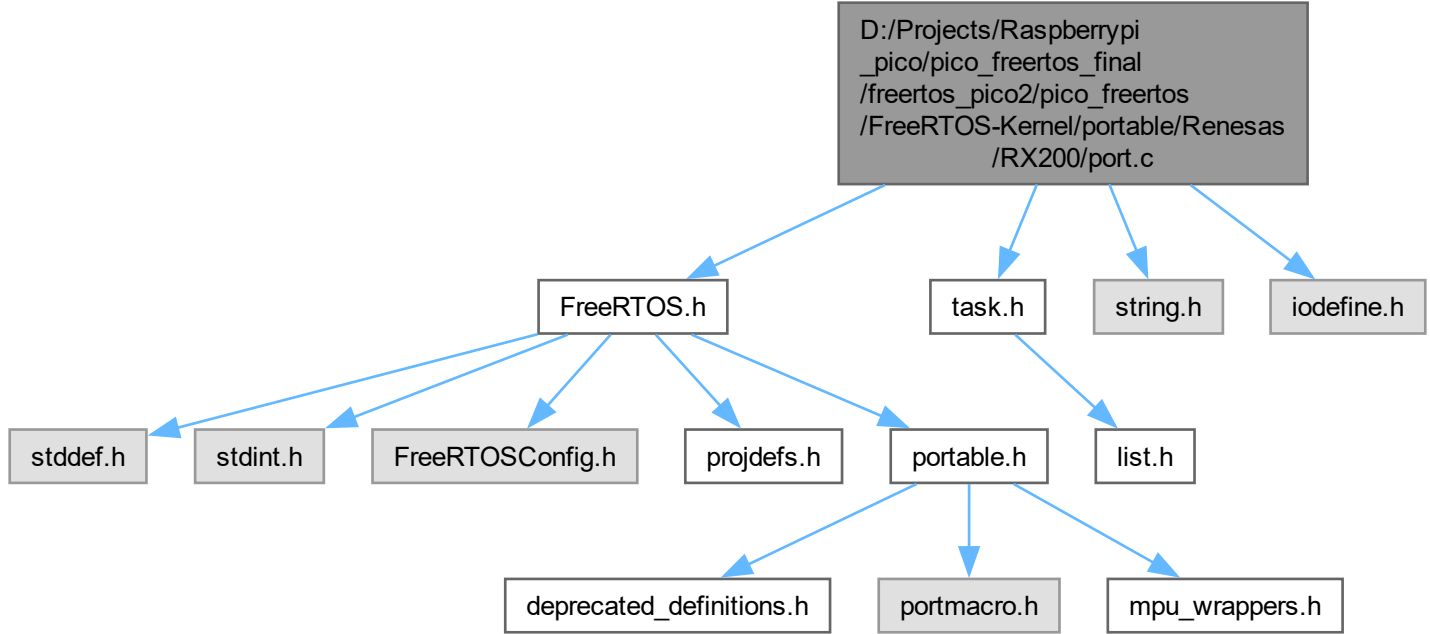 D:/Projects/Raspberrypi
_pico/pico_freertos_final
/freertos_pico2/pico_freertos
/FreeRTOS-Kernel/portable/Renesas
/RX200/port.c
FreeRTOS.h
task.h
string.h
iodefine.h
stddef.h
stdint.h
FreeRTOSConfig.h
projdefs.h
portable.h
list.h
deprecated_definitions.h
portmacro.h
mpu_wrappers.h